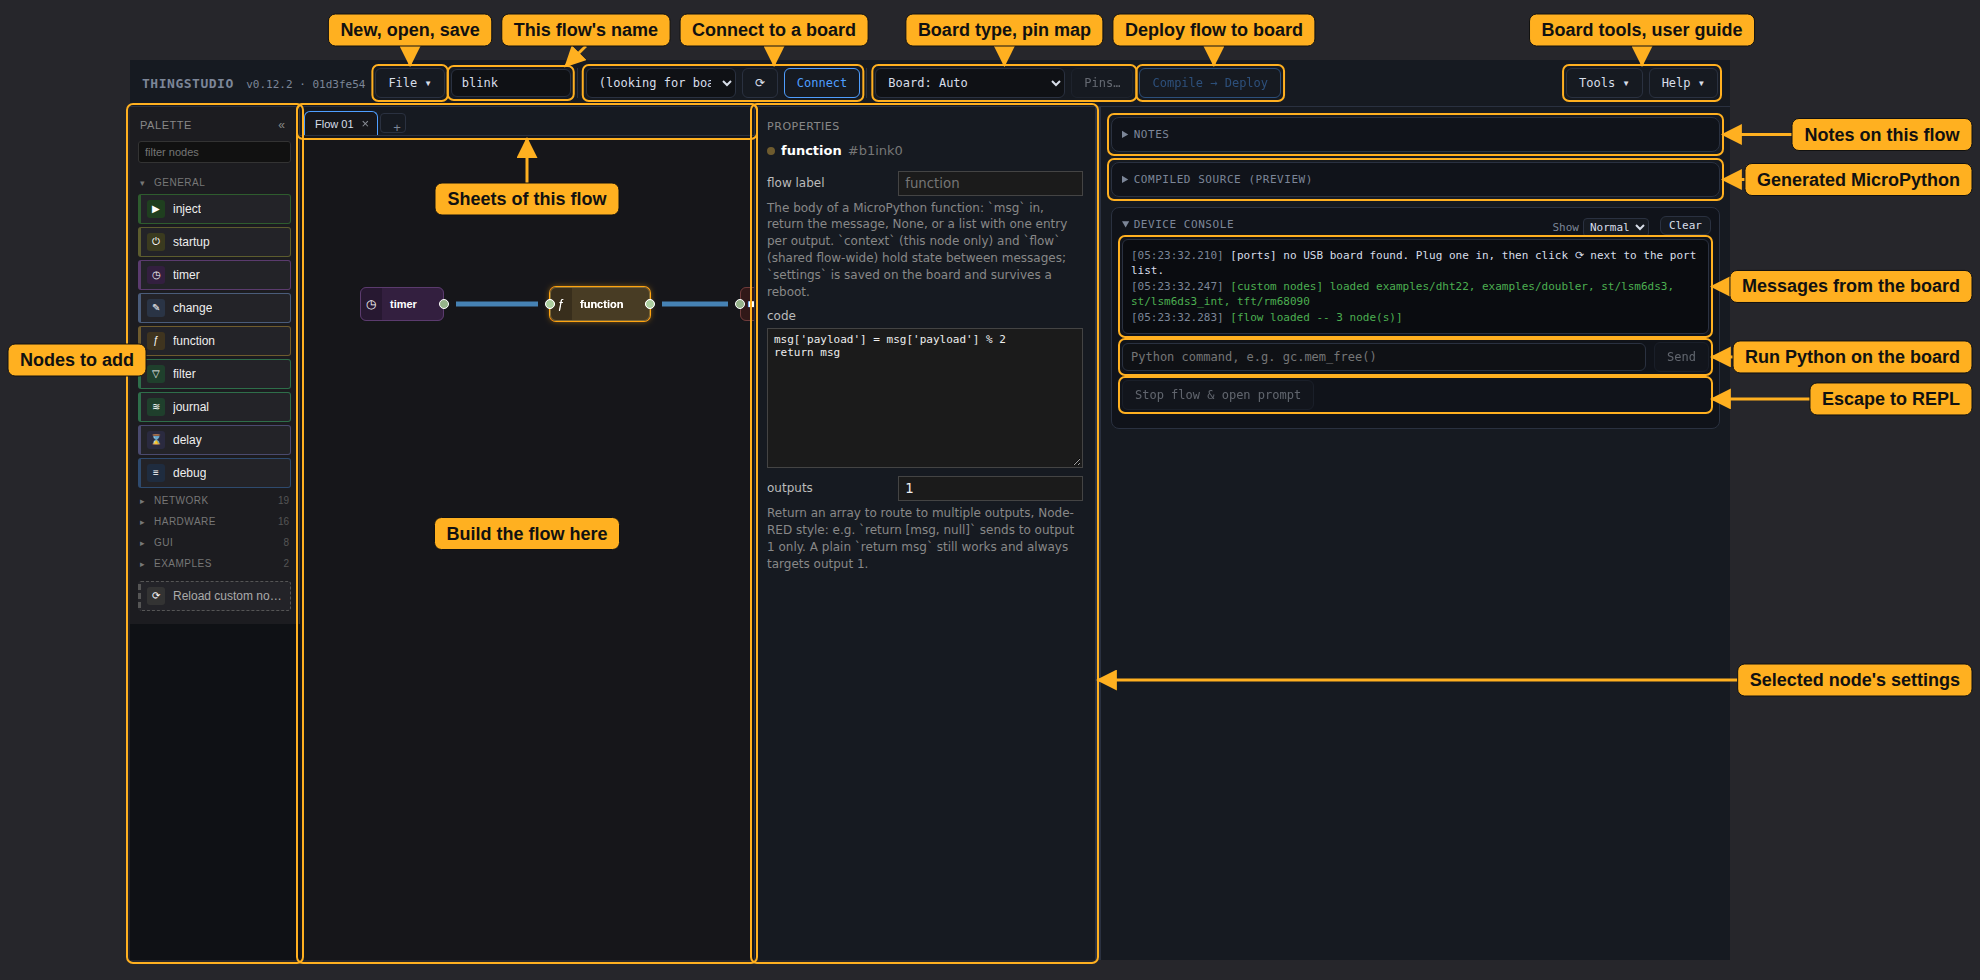 New, open, save
This flow's name
Connect to a board
Board type, pin map
Deploy flow to board
Board tools, user guide
THINGSTUDIO v0.12.2 · 01d3fe54
File ▾
blink
(looking for boa
⟳
Connect
Board: Auto
Pins…
Compile → Deploy
Tools ▾
Help ▾
PALETTE «
filter nodes
▾ GENERAL
▶ inject
startup
timer
change
ƒ function
filter
journal
delay
debug
▸ NETWORK 19
▸ HARDWARE 16
▸ GUI 8
▸ EXAMPLES 2
⟳ Reload custom no…
Nodes to add
Flow 01 ×
+
Sheets of this flow
timer
ƒ function
Build the flow here
PROPERTIES
function #b1ink0
flow label
function
The body of a MicroPython function: `msg` in,
return the message, None, or a list with one entry
per output. `context` (this node only) and `flow`
(shared flow-wide) hold state between messages;
`settings` is saved on the board and survives a
reboot.
code
msg['payload'] = msg['payload'] % 2
return msg
outputs
1
Return an array to route to multiple outputs, Node-
RED style: e.g. `return [msg, null]` sends to output
1 only. A plain `return msg` still works and always
targets output 1.
▶ NOTES
Notes on this flow
▶ COMPILED SOURCE (PREVIEW)
Generated MicroPython
▼ DEVICE CONSOLE
Show Normal
Clear
[05:23:32.210] [ports] no USB board found. Plug one in, then click ⟳ next to the port
list.
[05:23:32.247] [custom nodes] loaded examples/dht22, examples/doubler, st/lsm6ds3,
st/lsm6ds3_int, tft/rm68090
[05:23:32.283] [flow loaded -- 3 node(s)]
Messages from the board
Python command, e.g. gc.mem_free()
Send
Run Python on the board
Stop flow & open prompt
Escape to REPL
Selected node's settings